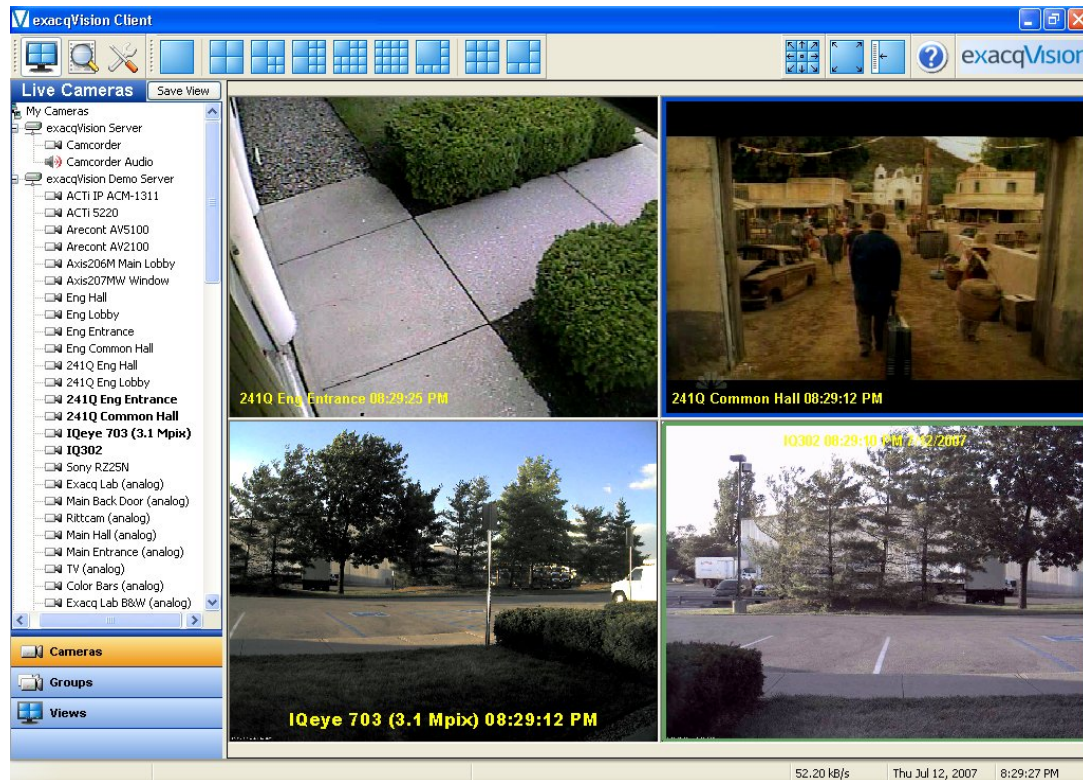 exacqVision Client
exacqVision
Live Cameras
Save View
My Cameras
exacqVision Server
Camcorder
Camcorder Audio
exacqVision Demo Server
ACTi IP ACM-1311
ACTi 5220
Arecont AV5100
Arecont AV2100
Axis206M Main Lobby
Axis207MW Window
Eng Hall
Eng Lobby
Eng Entrance
Eng Common Hall
241Q Eng Hall
241Q Eng Lobby
241Q Eng Entrance
241Q Common Hall
IQeye 703 (3.1 Mpix)
IQ302
Sony RZ25N
Exacq Lab (analog)
Main Back Door (analog)
Rittcam (analog)
Main Hall (analog)
Main Entrance (analog)
TV (analog)
Color Bars (analog)
Exacq Lab B&W (analog)
Cameras
Groups
Views
241Q Eng Entrance 08:29:25 PM
241Q Common Hall 08:29:12 PM
IQeye 703 (3.1 Mpix) 08:29:12 PM
IQ302 08:29:10 PM 7/12/2007
52.20 kB/s
Thu Jul 12, 2007
8:29:27 PM